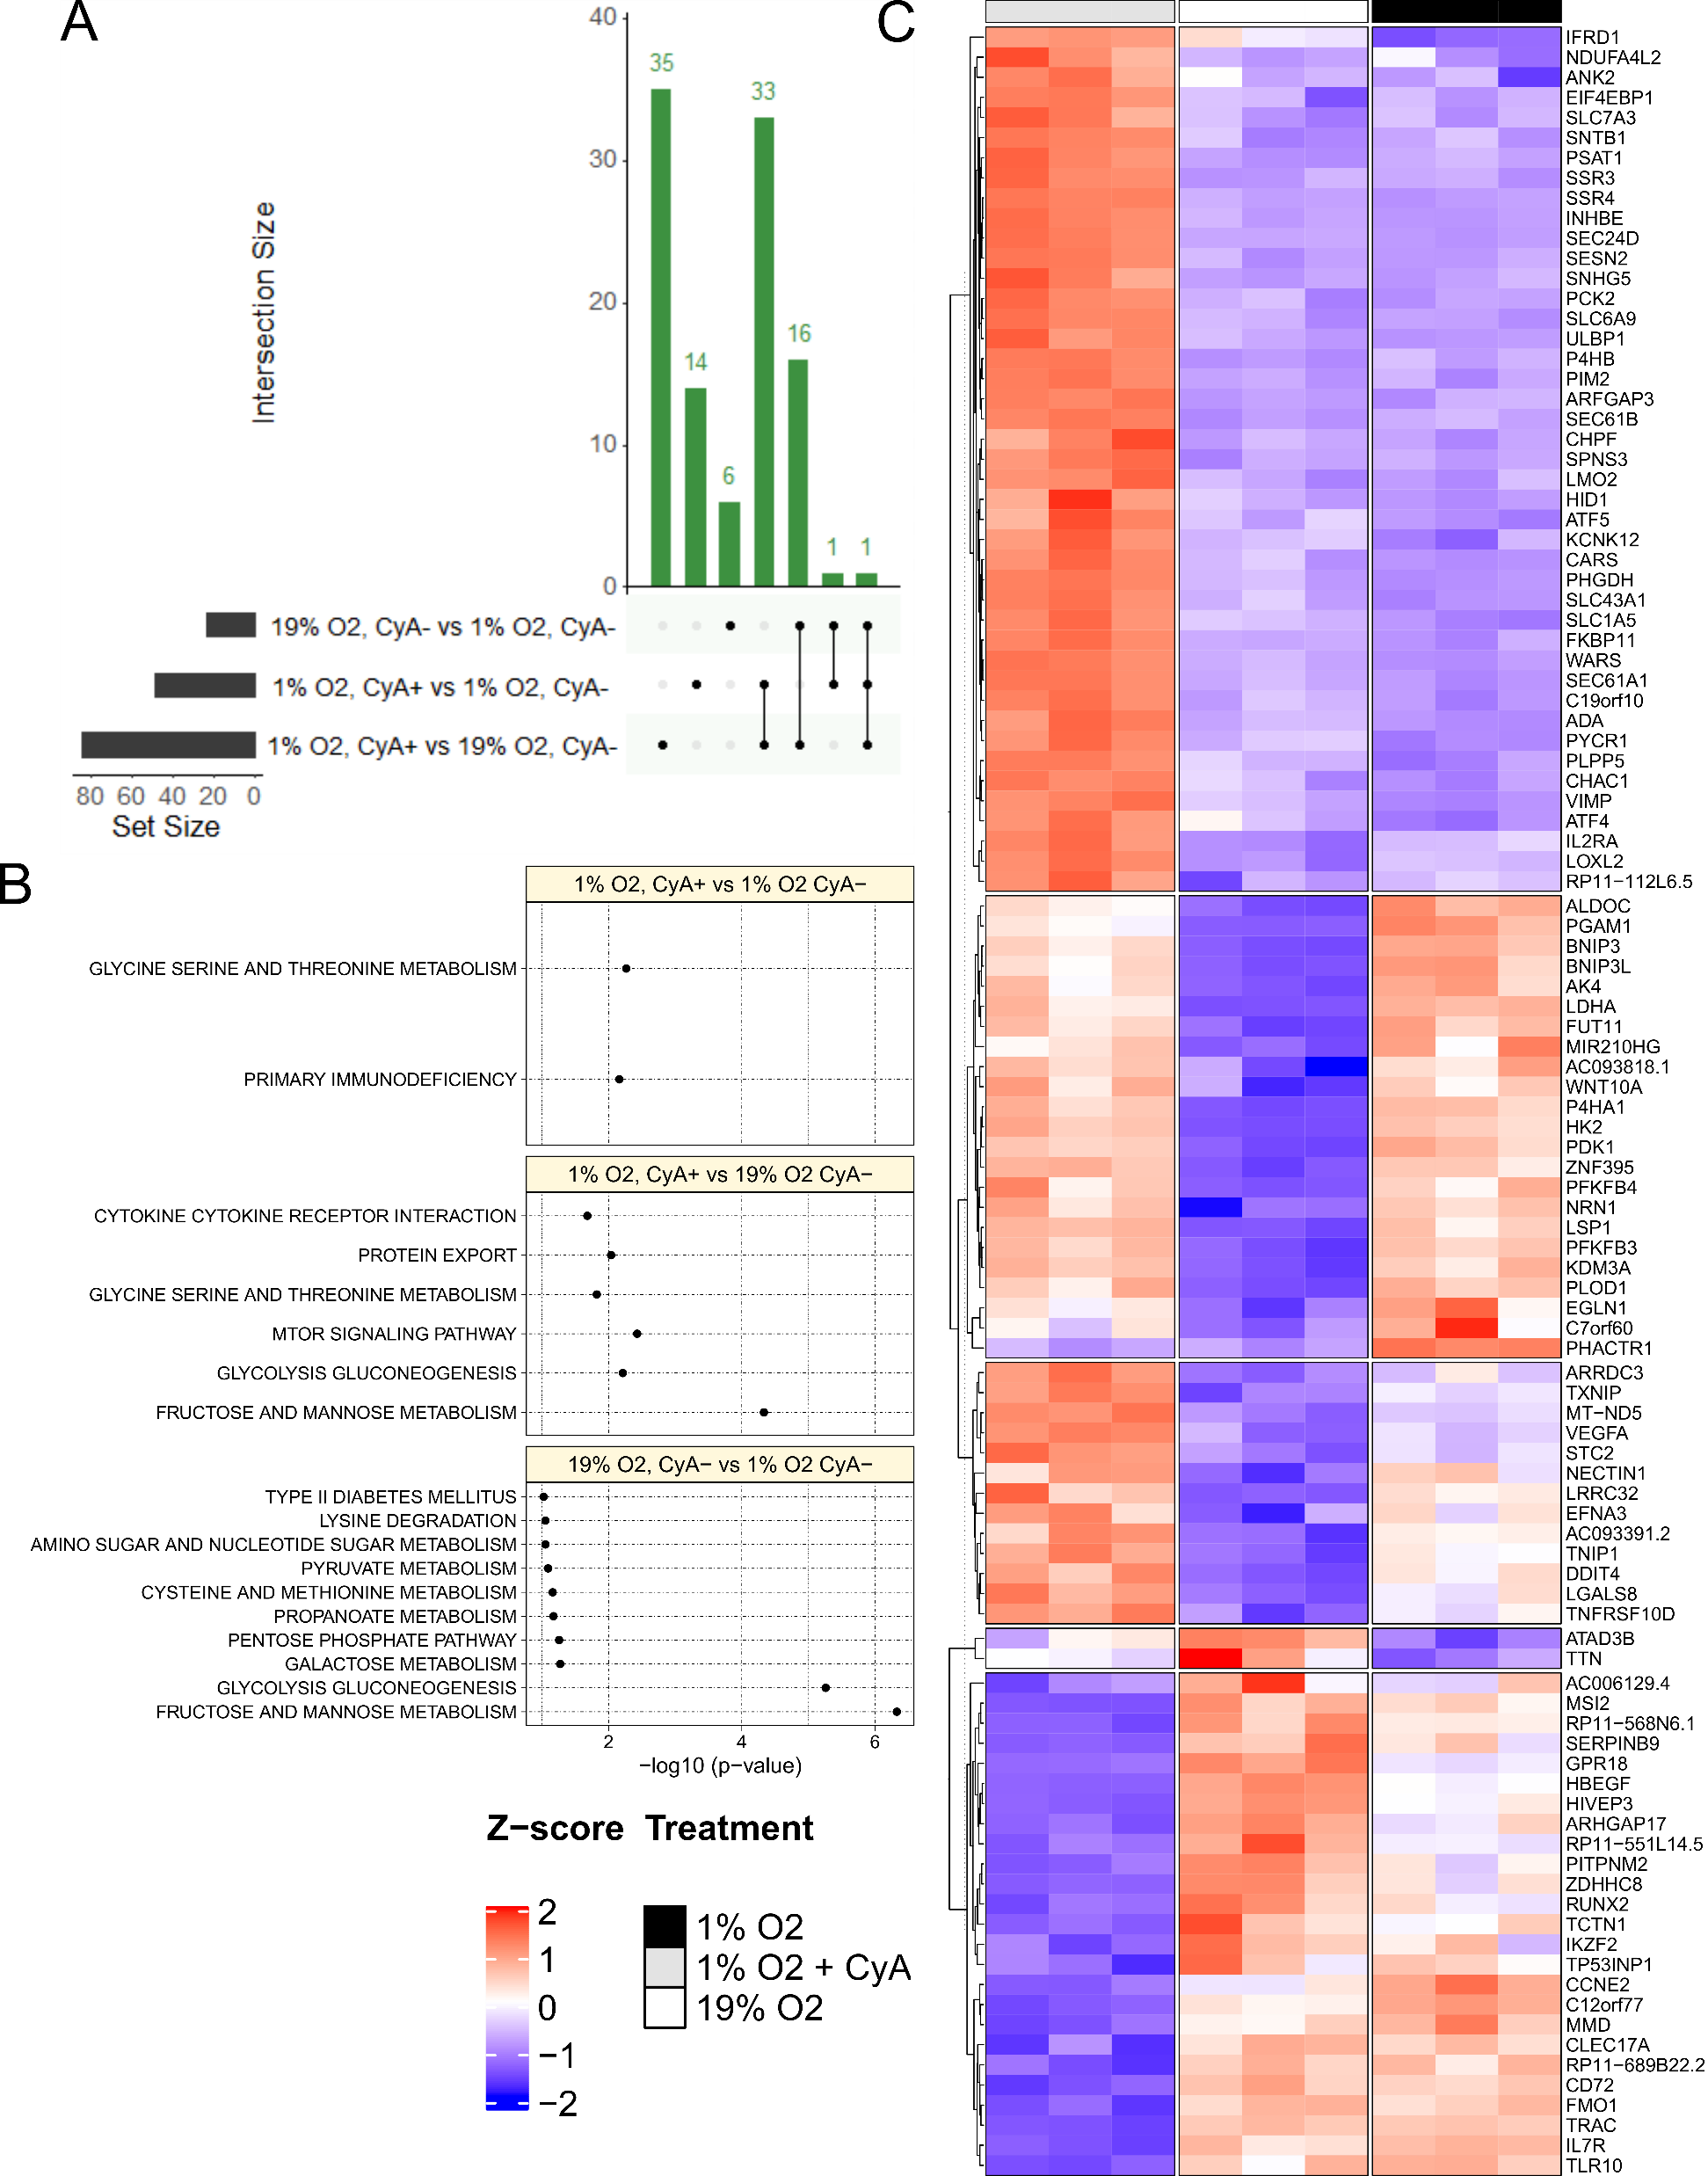 A
40
35
33
30
Intersection Size
20
16
14
10
6
1
1
0
19% O2, CyA- vs 1% O2, CyA-
1% O2, CyA+ vs 1% O2, CyA-
1% O2, CyA+ vs 19% O2, CyA-
80 60 40 20 0
Set Size
B
1% O2, CyA+ vs 1% O2 CyA−
GLYCINE SERINE AND THREONINE METABOLISM
PRIMARY IMMUNODEFICIENCY
1% O2, CyA+ vs 19% O2 CyA−
CYTOKINE CYTOKINE RECEPTOR INTERACTION
PROTEIN EXPORT
GLYCINE SERINE AND THREONINE METABOLISM
MTOR SIGNALING PATHWAY
GLYCOLYSIS GLUCONEOGENESIS
FRUCTOSE AND MANNOSE METABOLISM
19% O2, CyA− vs 1% O2 CyA−
TYPE II DIABETES MELLITUS
LYSINE DEGRADATION
AMINO SUGAR AND NUCLEOTIDE SUGAR METABOLISM
PYRUVATE METABOLISM
CYSTEINE AND METHIONINE METABOLISM
PROPANOATE METABOLISM
PENTOSE PHOSPHATE PATHWAY
GALACTOSE METABOLISM
GLYCOLYSIS GLUCONEOGENESIS
FRUCTOSE AND MANNOSE METABOLISM
2 4 6
−log10 (p−value)
Z−score Treatment
2
1
0
−1
−2
1% O2
1% O2 + CyA
19% O2
C
IFRD1
NDUFA4L2
ANK2
EIF4EBP1
SLC7A3
SNTB1
PSAT1
SSR3
SSR4
INHBE
SEC24D
SESN2
SNHG5
PCK2
SLC6A9
ULBP1
P4HB
PIM2
ARFGAP3
SEC61B
CHPF
SPNS3
LMO2
HID1
ATF5
KCNK12
CARS
PHGDH
SLC43A1
SLC1A5
FKBP11
WARS
SEC61A1
C19orf10
ADA
PYCR1
PLPP5
CHAC1
VIMP
ATF4
IL2RA
LOXL2
RP11−112L6.5
ALDOC
PGAM1
BNIP3
BNIP3L
AK4
LDHA
FUT11
MIR210HG
AC093818.1
WNT10A
P4HA1
HK2
PDK1
ZNF395
PFKFB4
NRN1
LSP1
PFKFB3
KDM3A
PLOD1
EGLN1
C7orf60
PHACTR1
ARRDC3
TXNIP
MT−ND5
VEGFA
STC2
NECTIN1
LRRC32
EFNA3
AC093391.2
TNIP1
DDIT4
LGALS8
TNFRSF10D
ATAD3B
TTN
AC006129.4
MSI2
RP11−568N6.1
SERPINB9
GPR18
HBEGF
HIVEP3
ARHGAP17
RP11−551L14.5
PITPNM2
ZDHHC8
RUNX2
TCTN1
IKZF2
TP53INP1
CCNE2
C12orf77
MMD
CLEC17A
RP11−689B22.2
CD72
FMO1
TRAC
IL7R
TLR10